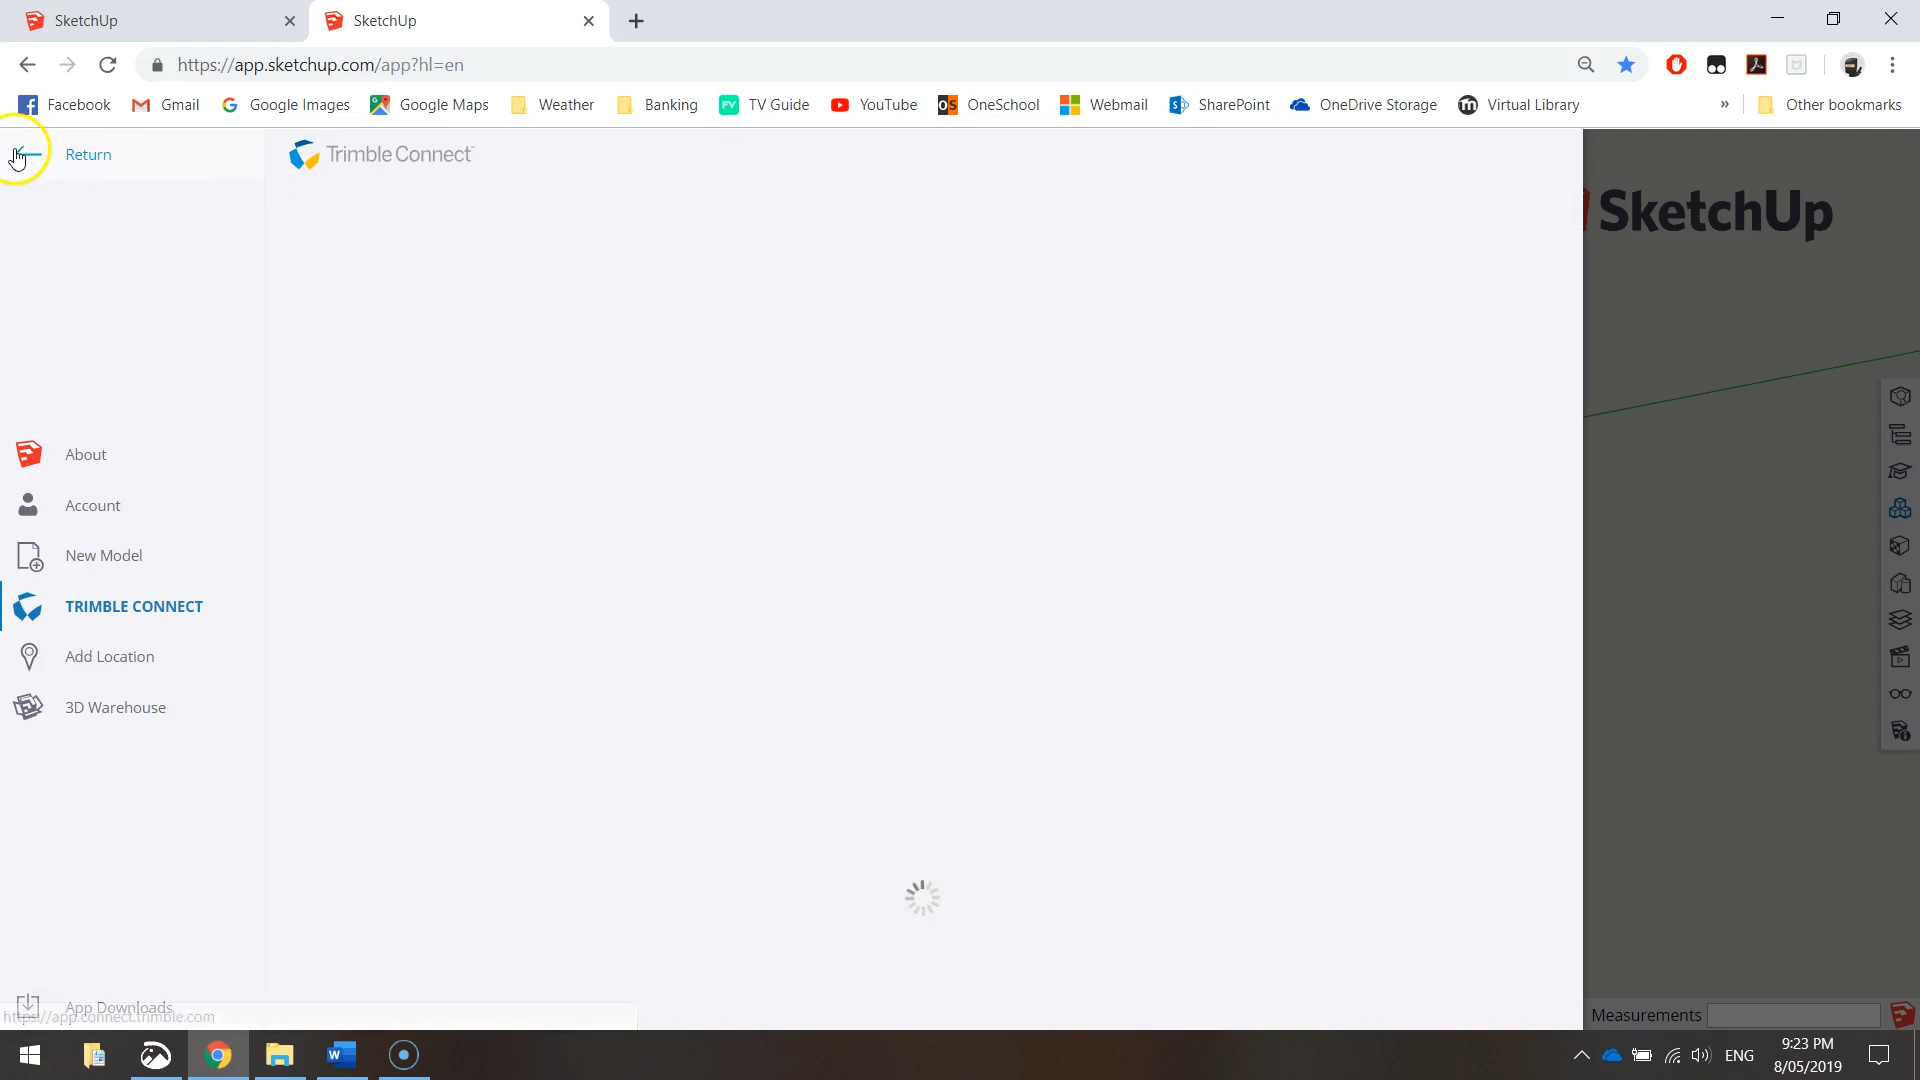 SketchUp
SketchUp
https://app.sketchup.com/app?hl=en
Facebook
Gmail
Google Images
Google Maps
Weather
Banking
TV Guide
YouTube
OneSchool
Webmail
SharePoint
OneDrive Storage
Virtual Library
»
Other bookmarks
Return
Trimble Connect
SketchUp
About
Account
New Model
TRIMBLE CONNECT
Add Location
3D Warehouse
App Downloads
https://app.connect.trimble.com
Measurements
ENG
9:23 PM
8/05/2019